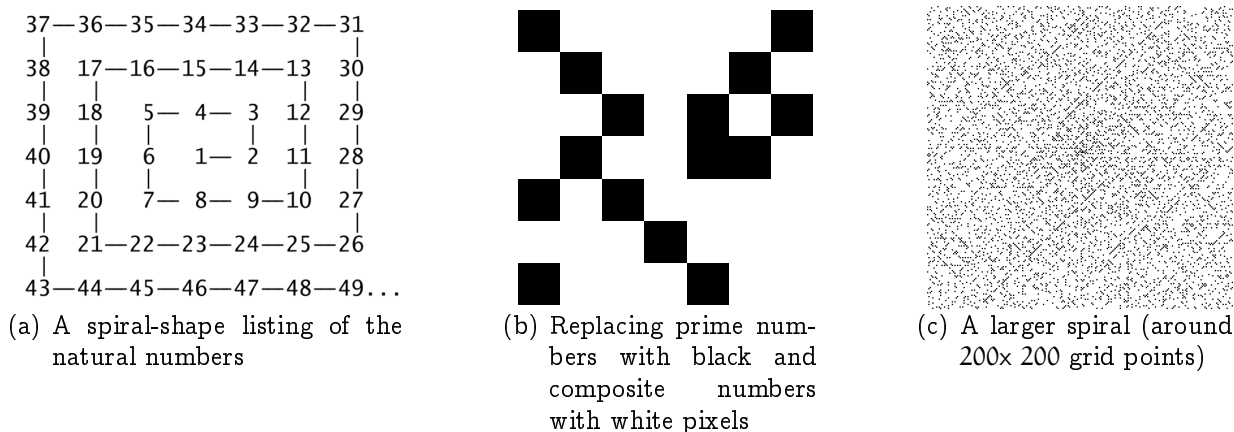 37—36—35—34—33—32—31
38 17—16—15—14—13 30
39 18 5— 4— 3 12 29
40 19 6 1— 2 11 28
41 20 7— 8— 9—10 27
42 21—22—23—24—25—26
43—44—45—46—47—48—49...
(a) A spiral-shape listing of the
natural numbers
(b) Replacing prime num-
bers with black and
composite numbers
with white pixels
(c) A larger spiral (around
200x 200 grid points)